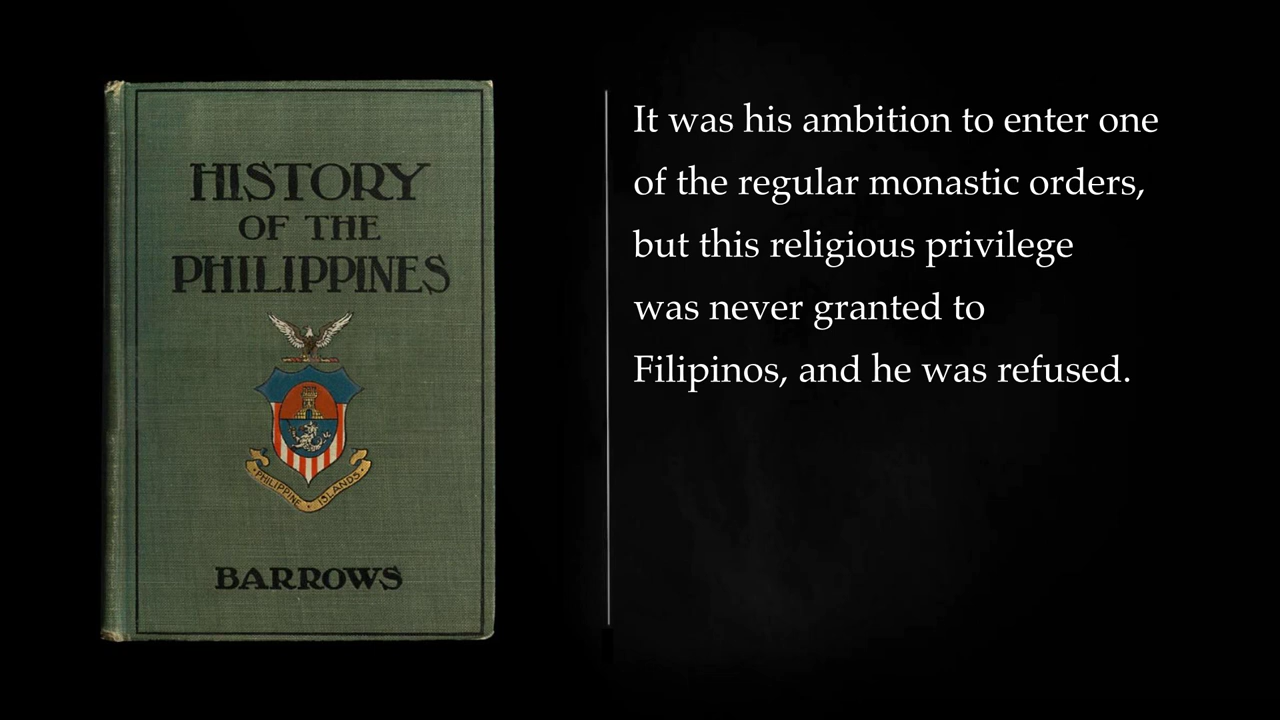 HISTORY
OF THE
PHILIPPINES
PHILIPPINE ISLANDS
BARROWS
It was his ambition to enter one
of the regular monastic orders,
but this religious privilege
was never granted to
Filipinos, and he was refused.